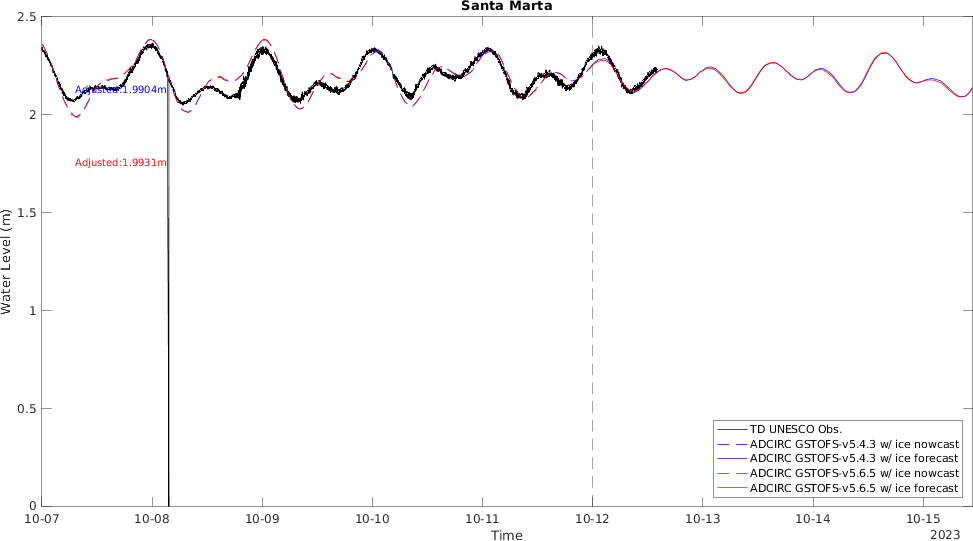 Santa Marta
2.5
2
1.5
1
0.5
0
Water Level (m)
Adjusted:1.9904m
Adjusted:1.9931m
TD UNESCO Obs.
ADCIRC GSTOFS-v5.4.3 w/ ice nowcast
ADCIRC GSTOFS-v5.4.3 w/ ice forecast
ADCIRC GSTOFS-v5.6.5 w/ ice nowcast
ADCIRC GSTOFS-v5.6.5 w/ ice forecast
10-07 10-08 10-09 10-10 10-11 10-12 10-13 10-14 10-15
Time
2023